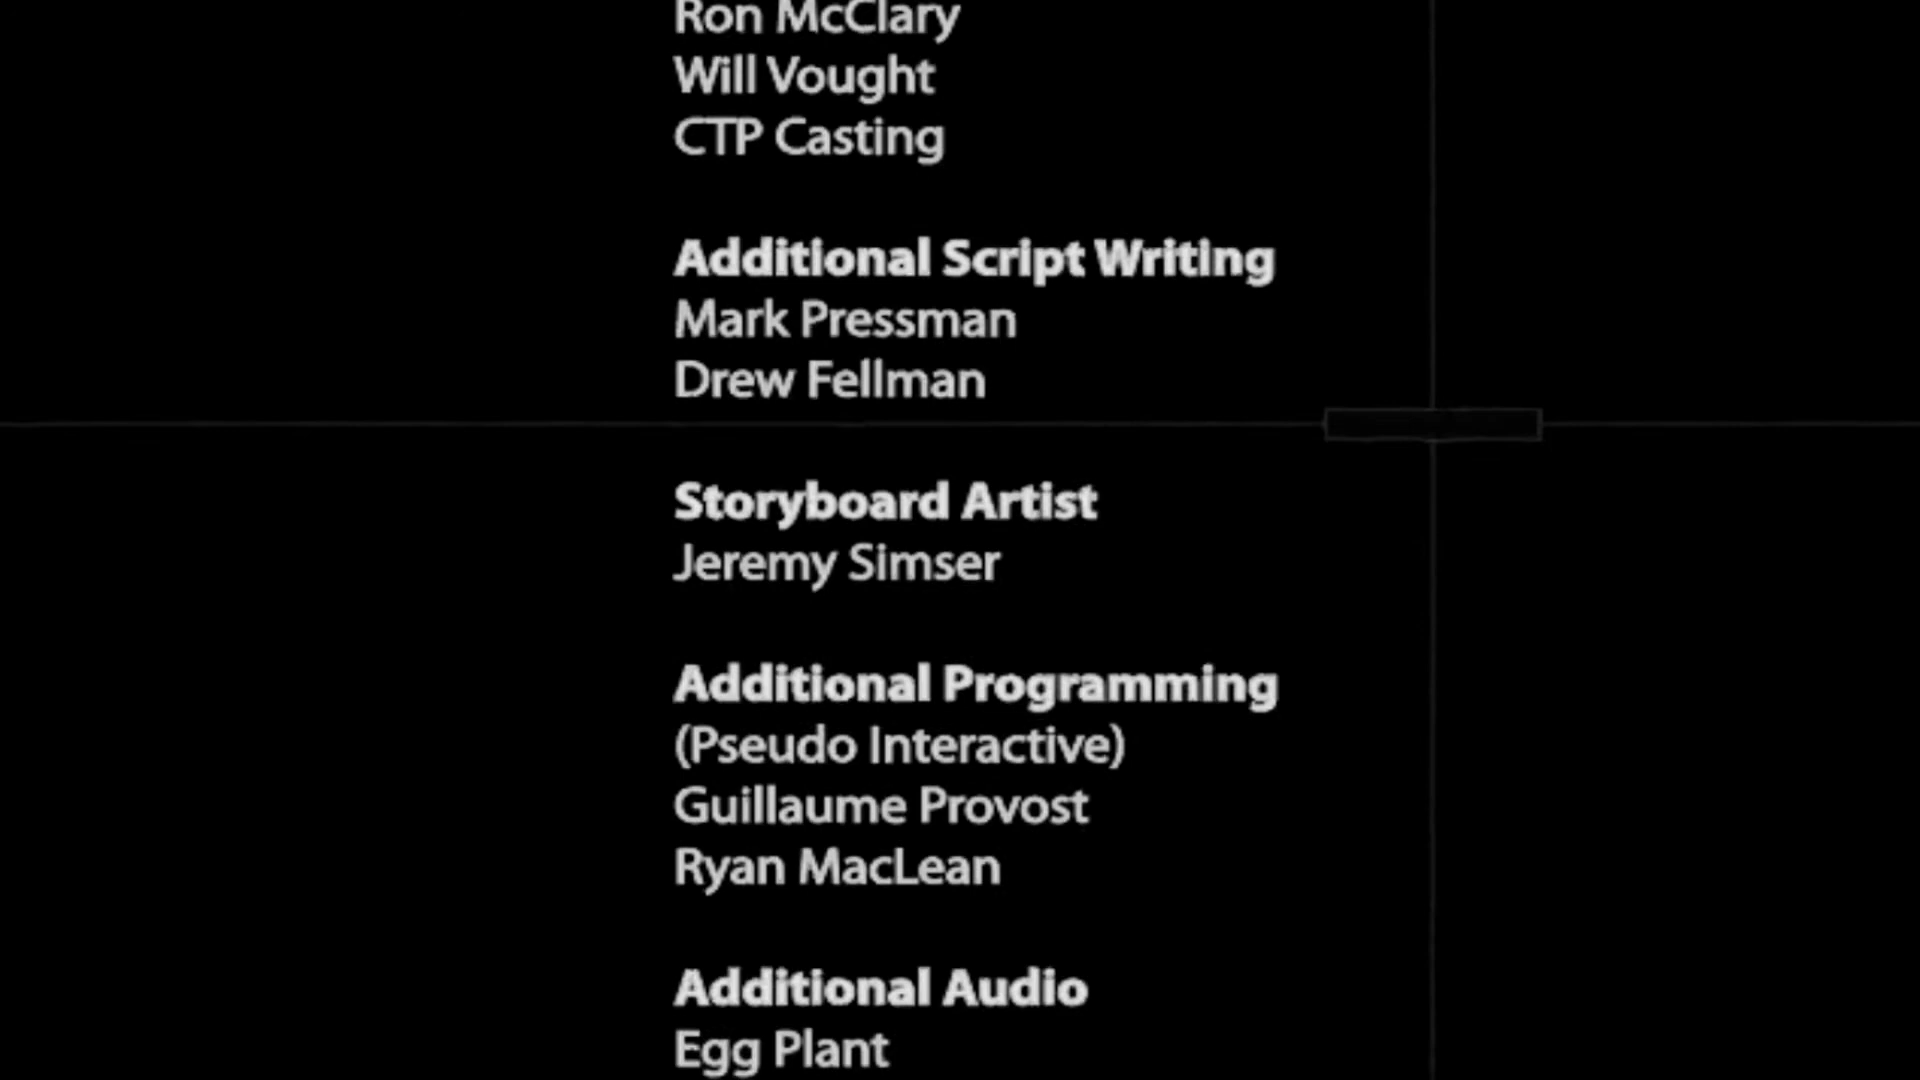 Ron McClary
Will Vought
CTP Casting
Additional Script Writing
Mark Pressman
Drew Fellman
Storyboard Artist
Jeremy Simser
Additional Programming
(Pseudo Interactive)
Guillaume Provost
Ryan MacLean
Additional Audio
Egg Plant